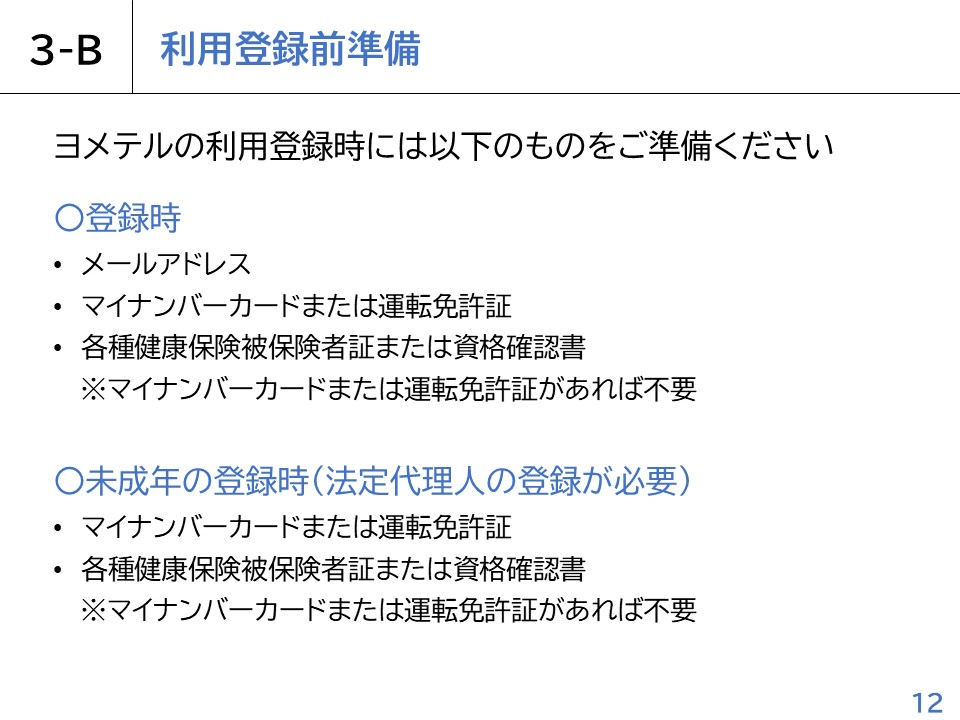 3-B
利用登録前準備
ヨメテルの利用登録時には以下のものをご準備ください
〇登録時
• メールアドレス
• マイナンバーカードまたは運転免許証
• 各種健康保険被保険者証または資格確認書
※マイナンバーカードまたは運転免許証があれば不要
〇未成年の登録時（法定代理人の登録が必要）
• マイナンバーカードまたは運転免許証
• 各種健康保険被保険者証または資格確認書
※マイナンバーカードまたは運転免許証があれば不要
12